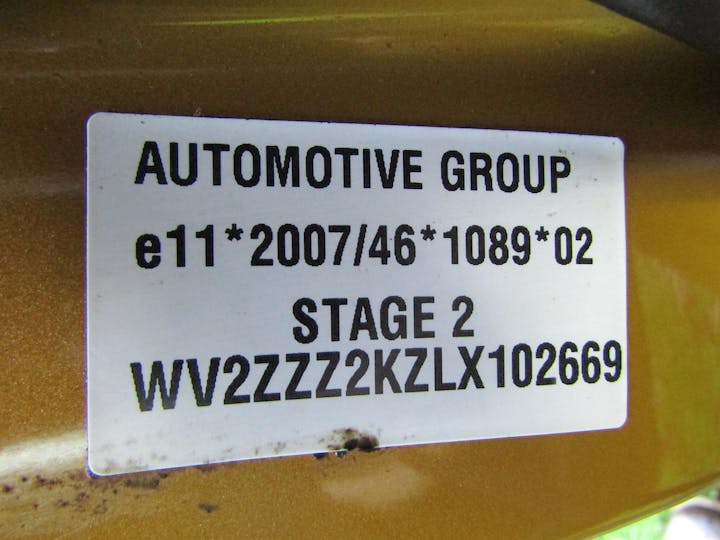 AUTOMOTIVE GROUP
e11*2007/46*1089*02
STAGE 2
WV2ZZZ2KZLX102669